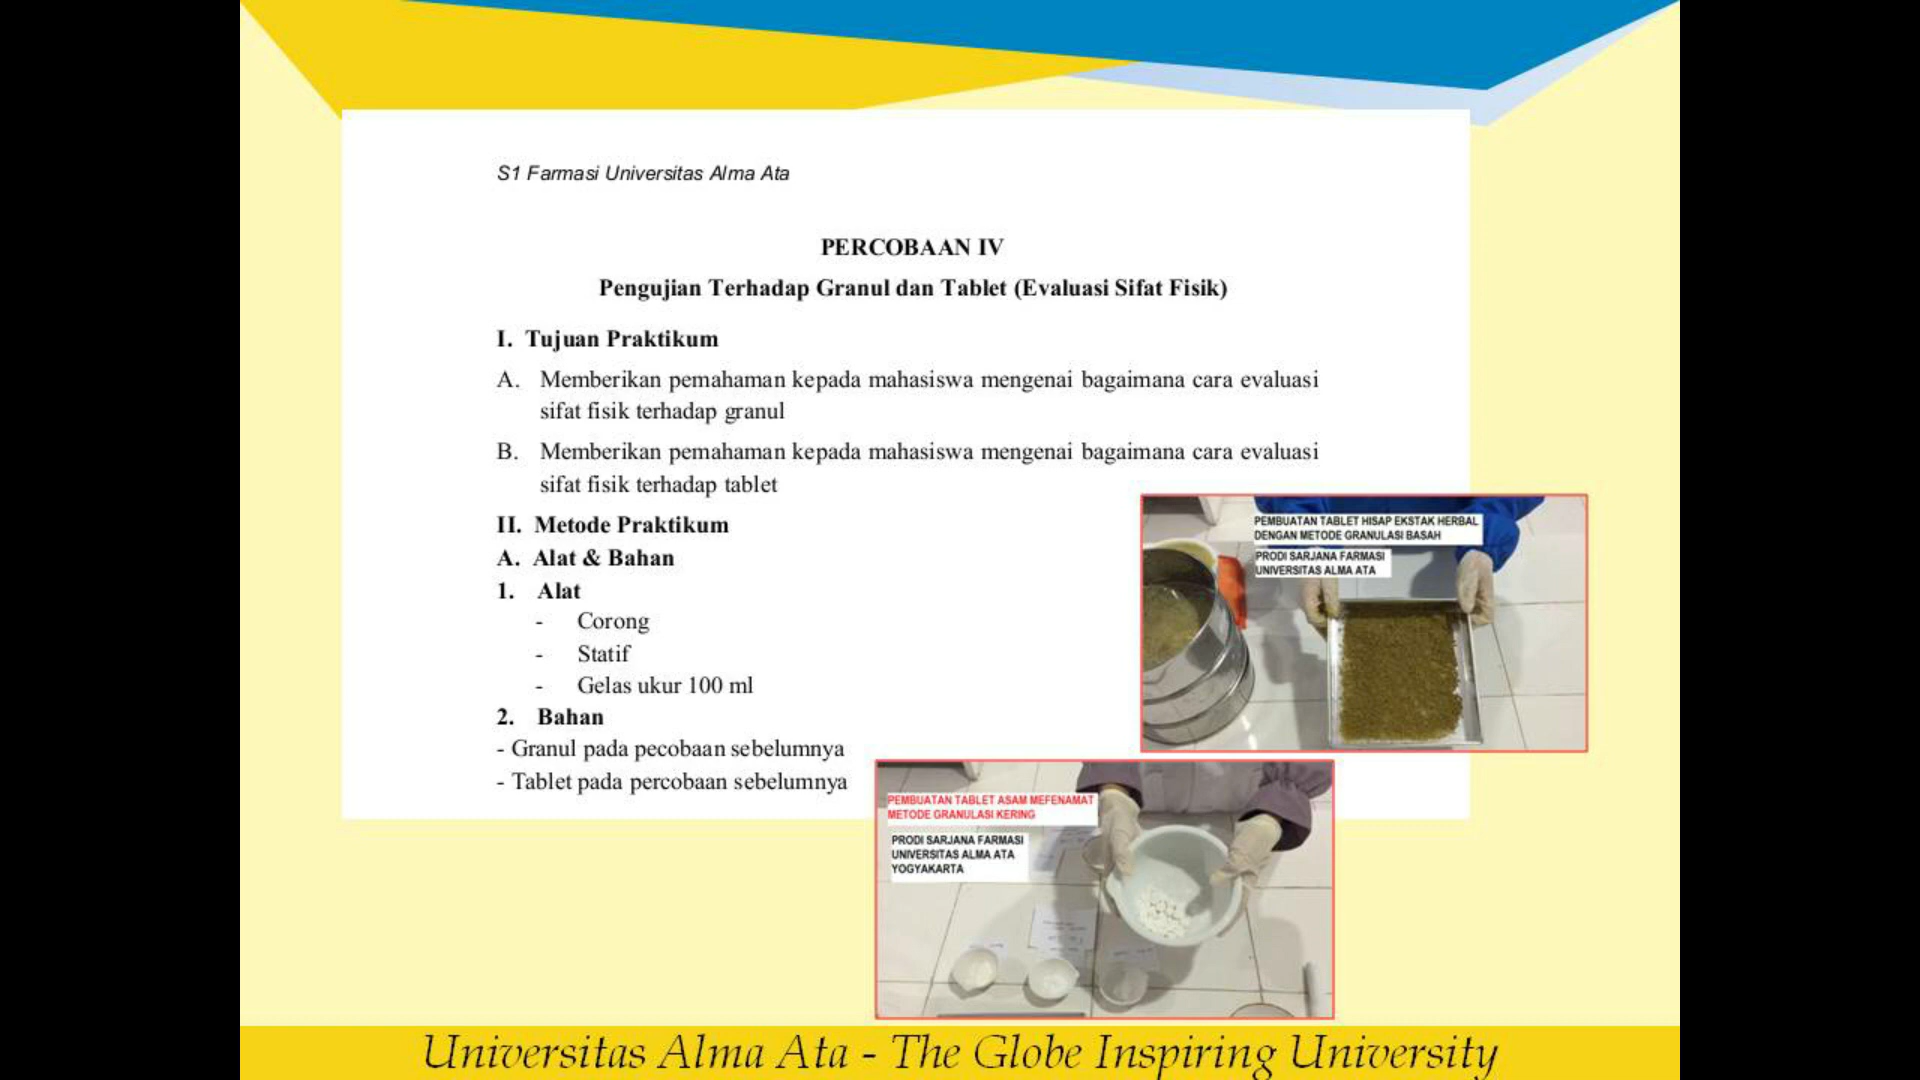 S1 Farmasi Universitas Alma Ata
PERCOBAAN IV
Pengujian Terhadap Granul dan Tablet (Evaluasi Sifat Fisik)
I. Tujuan Praktikum
A. Memberikan pemahaman kepada mahasiswa mengenai bagaimana cara evaluasi
sifat fisik terhadap granul
B. Memberikan pemahaman kepada mahasiswa mengenai bagaimana cara evaluasi
sifat fisik terhadap tablet
II. Metode Praktikum
A. Alat & Bahan
1. Alat
- Corong
- Statif
- Gelas ukur 100 ml
2. Bahan
- Granul pada pecobaan sebelumnya
- Tablet pada percobaan sebelumnya
PEMBUATAN TABLET HISAP EKSTAK HERBAL
DENGAN METODE GRANULASI BASAH
PRODI SARJANA FARMASI
UNIVERSITAS ALMA ATA
PEMBUATAN TABLET ASAM MEFENAMAT
METODE GRANULASI KERING
PRODI SARJANA FARMASI
UNIVERSITAS ALMA ATA
YOGYAKARTA
Universitas Alma Ata - The Globe Inspiring University